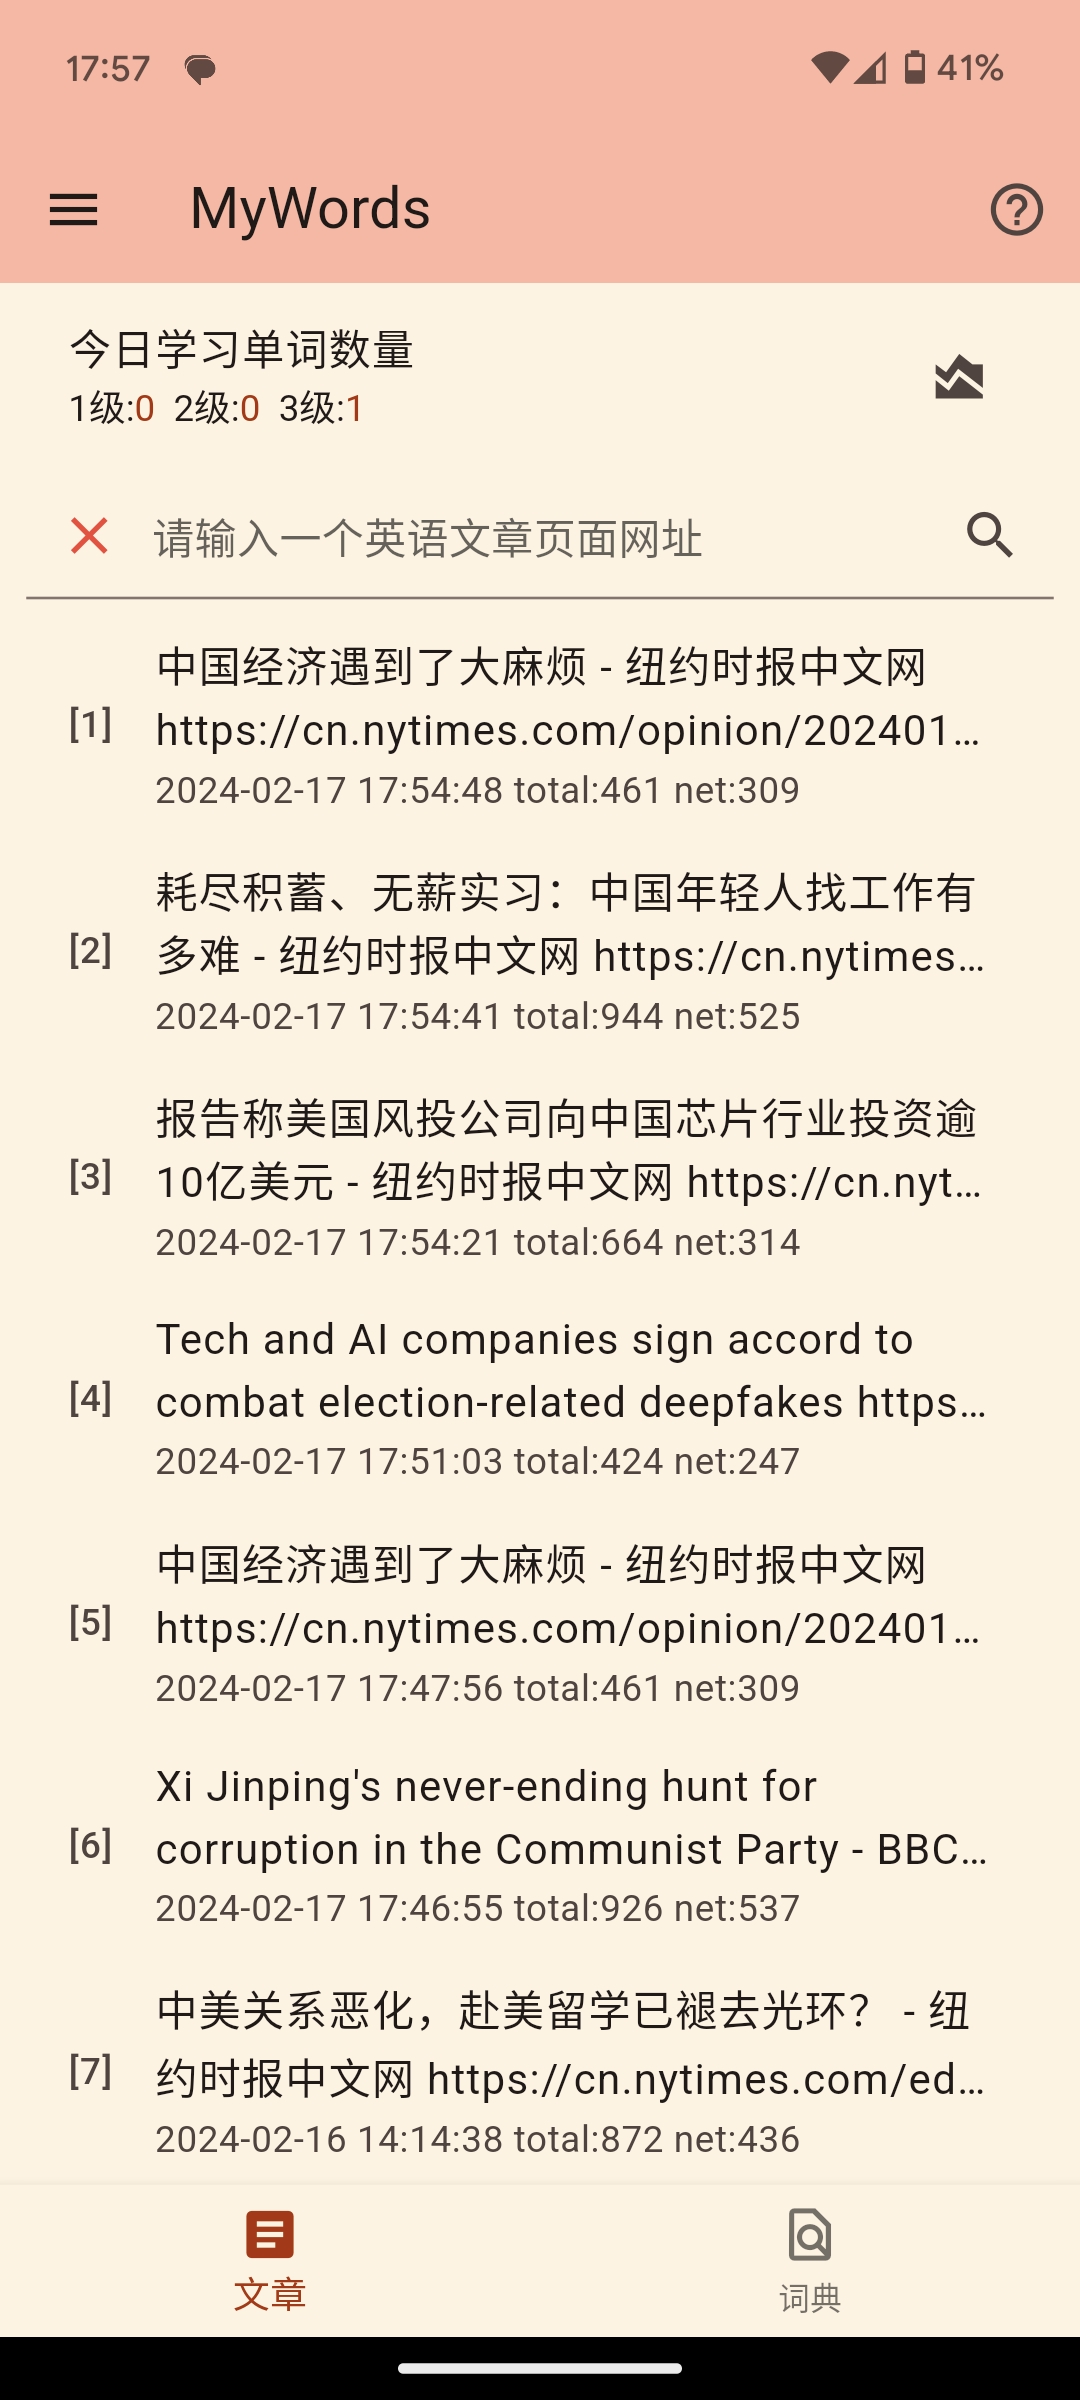 17:57
41%
MyWords
今日学习单词数量
1级:0 2级:0 3级:1
请输入一个英语文章页面网址
中国经济遇到了大麻烦 - 纽约时报中文网
[1]
https://cn.nytimes.com/opinion/202401…
2024-02-17 17:54:48 total:461 net:309
耗尽积蓄、无薪实习：中国年轻人找工作有
[2]
多难 - 纽约时报中文网 https://cn.nytimes…
2024-02-17 17:54:41 total:944 net:525
报告称美国风投公司向中国芯片行业投资逾
[3]
10亿美元 - 纽约时报中文网 https://cn.nyt…
2024-02-17 17:54:21 total:664 net:314
Tech and AI companies sign accord to
[4]
combat election-related deepfakes https…
2024-02-17 17:51:03 total:424 net:247
中国经济遇到了大麻烦 - 纽约时报中文网
[5]
https://cn.nytimes.com/opinion/202401…
2024-02-17 17:47:56 total:461 net:309
Xi Jinping's never-ending hunt for
[6]
corruption in the Communist Party - BBC…
2024-02-17 17:46:55 total:926 net:537
中美关系恶化，赴美留学已褪去光环？ - 纽
[7]
约时报中文网 https://cn.nytimes.com/ed…
2024-02-16 14:14:38 total:872 net:436
文章
词典